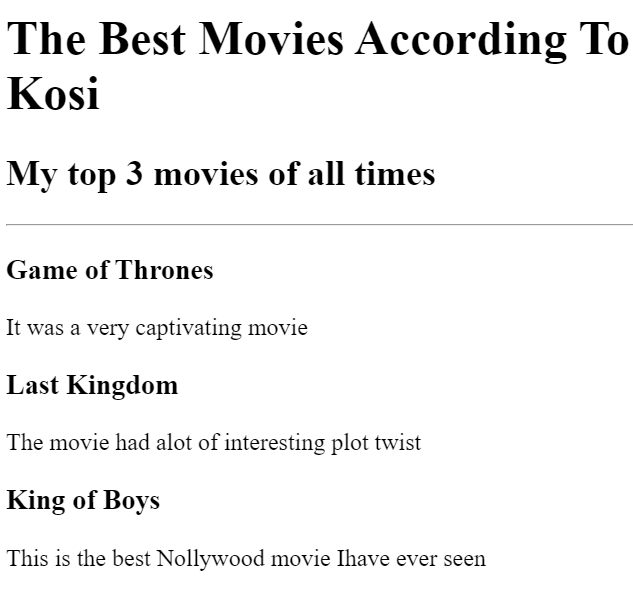 The Best Movies According To
Kosi
My top 3 movies of all times
Game of Thrones
It was a very captivating movie
Last Kingdom
The movie had alot of interesting plot twist
King of Boys
This is the best Nollywood movie Ihave ever seen